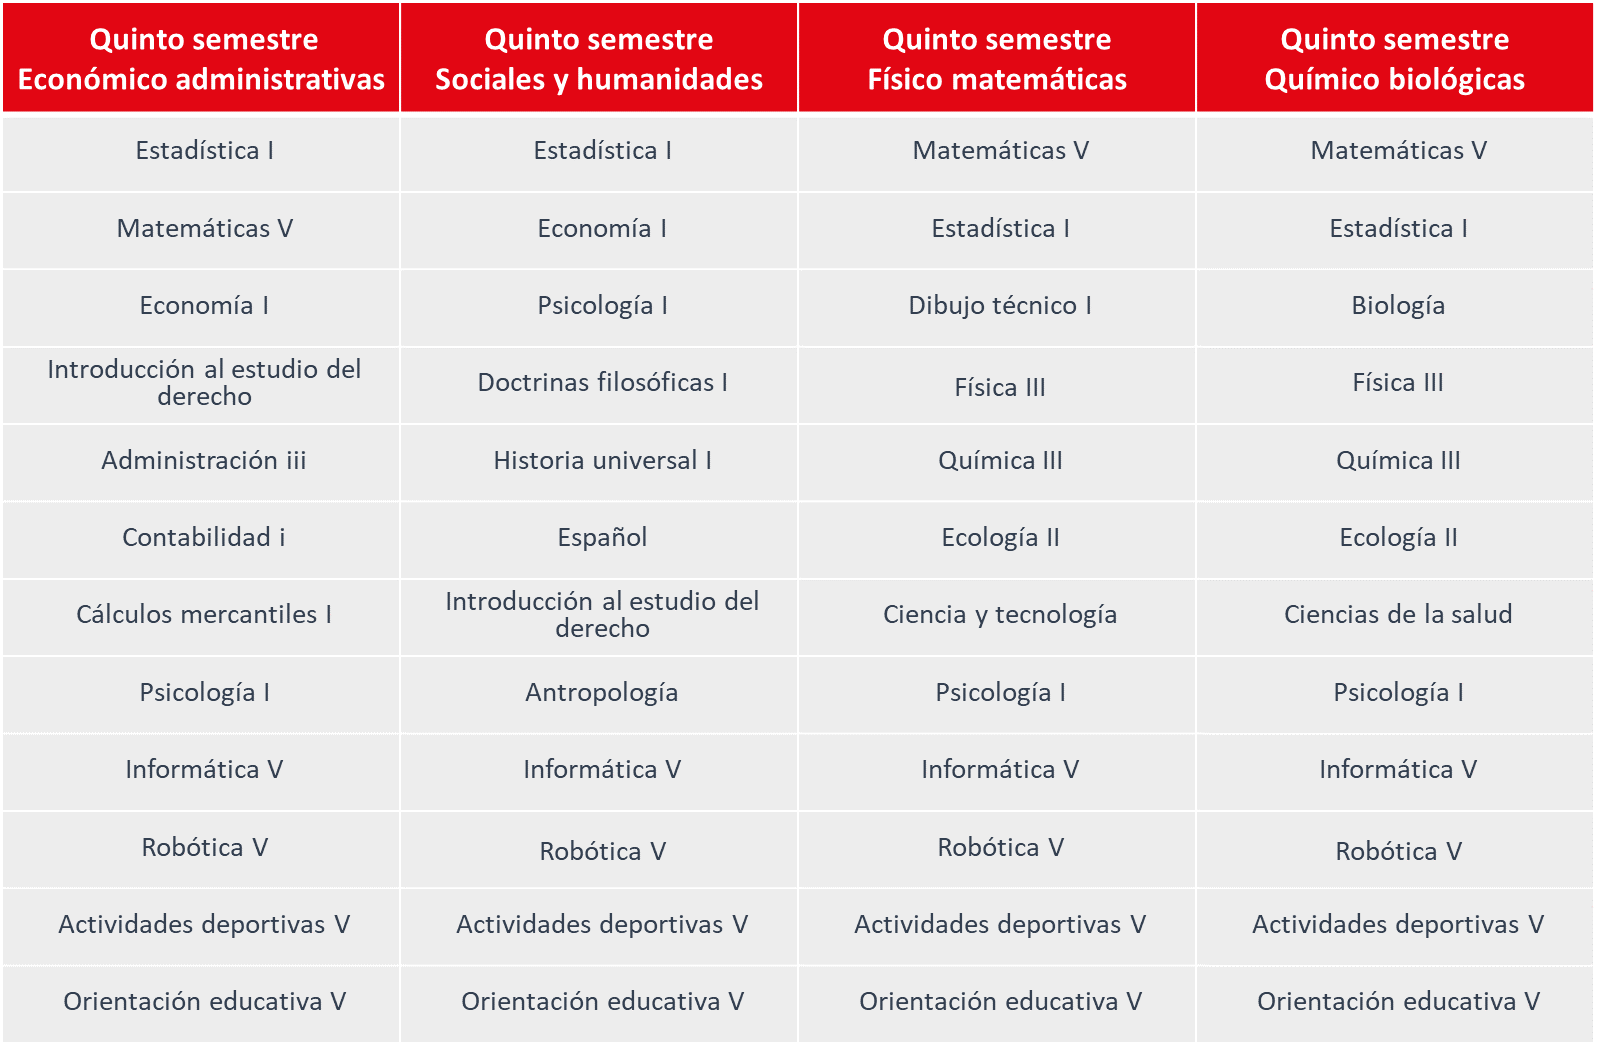 Quinto semestre
Económico administrativas
Quinto semestre
Sociales y humanidades
Quinto semestre
Físico matemáticas
Quinto semestre
Químico biológicas
Estadística I
Estadística I
Matemáticas V
Matemáticas V
Matemáticas V
Economía I
Estadística I
Estadística I
Economía I
Psicología I
Dibujo técnico I
Biología
Introducción al estudio del
derecho
Doctrinas filosóficas I
Física III
Física III
Administración iii
Historia universal I
Química III
Química III
Contabilidad i
Español
Ecología II
Ecología II
Cálculos mercantiles I
Introducción al estudio del
derecho
Ciencia y tecnología
Ciencias de la salud
Psicología I
Antropología
Psicología I
Psicología I
Informática V
Informática V
Informática V
Informática V
Robótica V
Robótica V
Robótica V
Robótica V
Actividades deportivas V
Actividades deportivas V
Actividades deportivas V
Actividades deportivas V
Orientación educativa V
Orientación educativa V
Orientación educativa V
Orientación educativa V